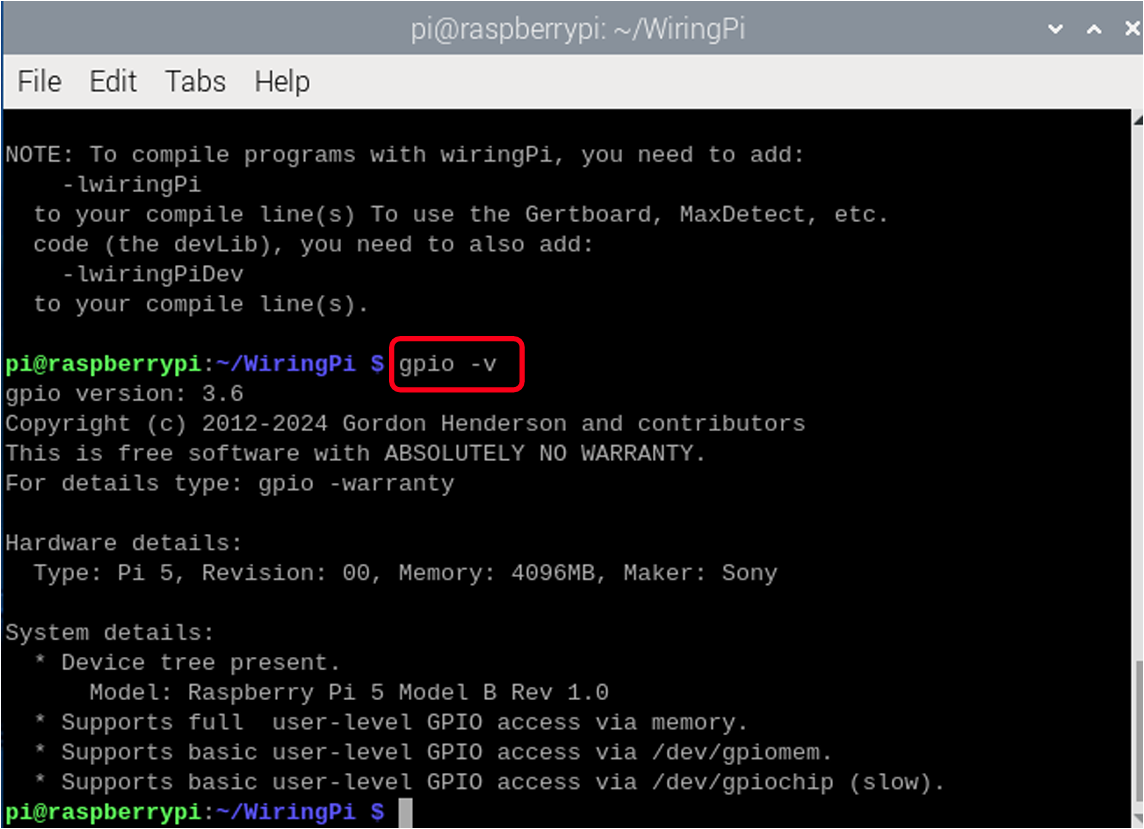 pi@raspberrypi: ~/WiringPi
File Edit Tabs Help
NOTE: To compile programs with wiringPi, you need to add:
    -lwiringPi
  to your compile line(s) To use the Gertboard, MaxDetect, etc.
  code (the devLib), you need to also add:
    -lwiringPiDev
  to your compile line(s).
pi@raspberrypi:~/WiringPi $ gpio -v
gpio version: 3.6
Copyright (c) 2012-2024 Gordon Henderson and contributors
This is free software with ABSOLUTELY NO WARRANTY.
For details type: gpio -warranty
Hardware details:
  Type: Pi 5, Revision: 00, Memory: 4096MB, Maker: Sony
System details:
  * Device tree present.
      Model: Raspberry Pi 5 Model B Rev 1.0
  * Supports full  user-level GPIO access via memory.
  * Supports basic user-level GPIO access via /dev/gpiomem.
  * Supports basic user-level GPIO access via /dev/gpiochip (slow).
pi@raspberrypi:~/WiringPi $